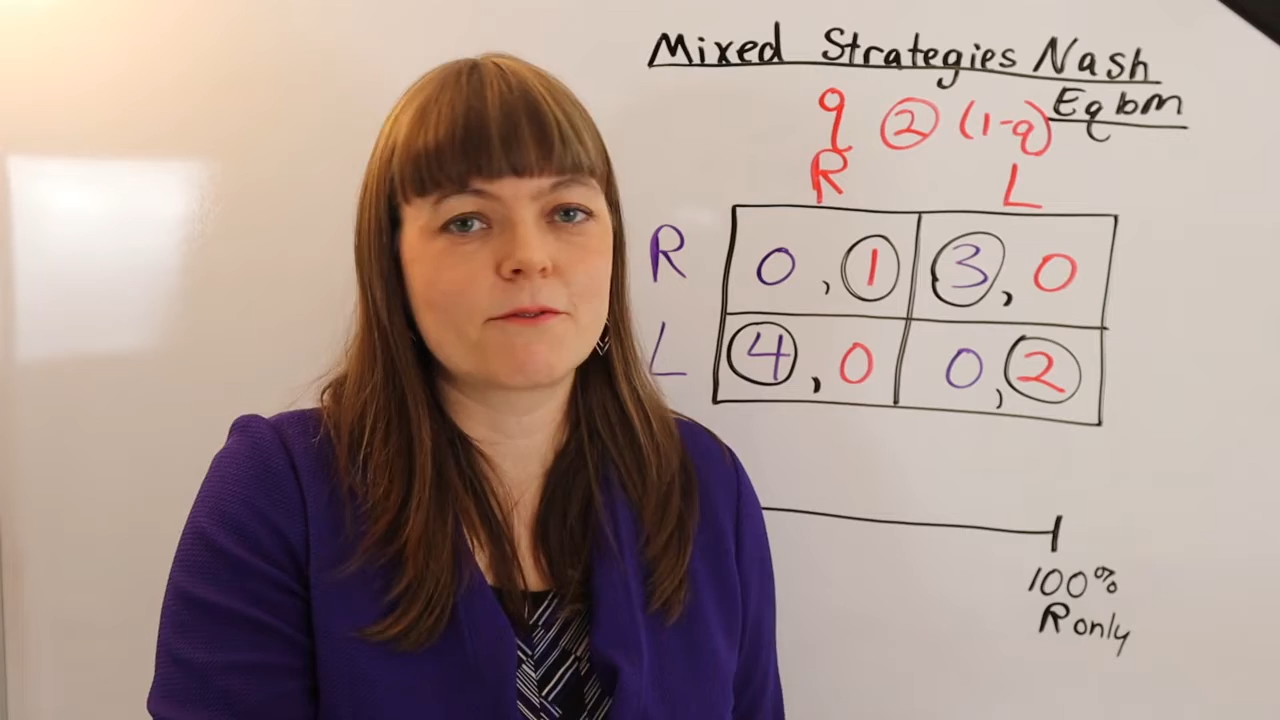 Mixed Strategies Nash
Eqbm
q 2 (1-q)
R L
R 0, 1 3, 0
L 4, 0 0, 2
100%
R only